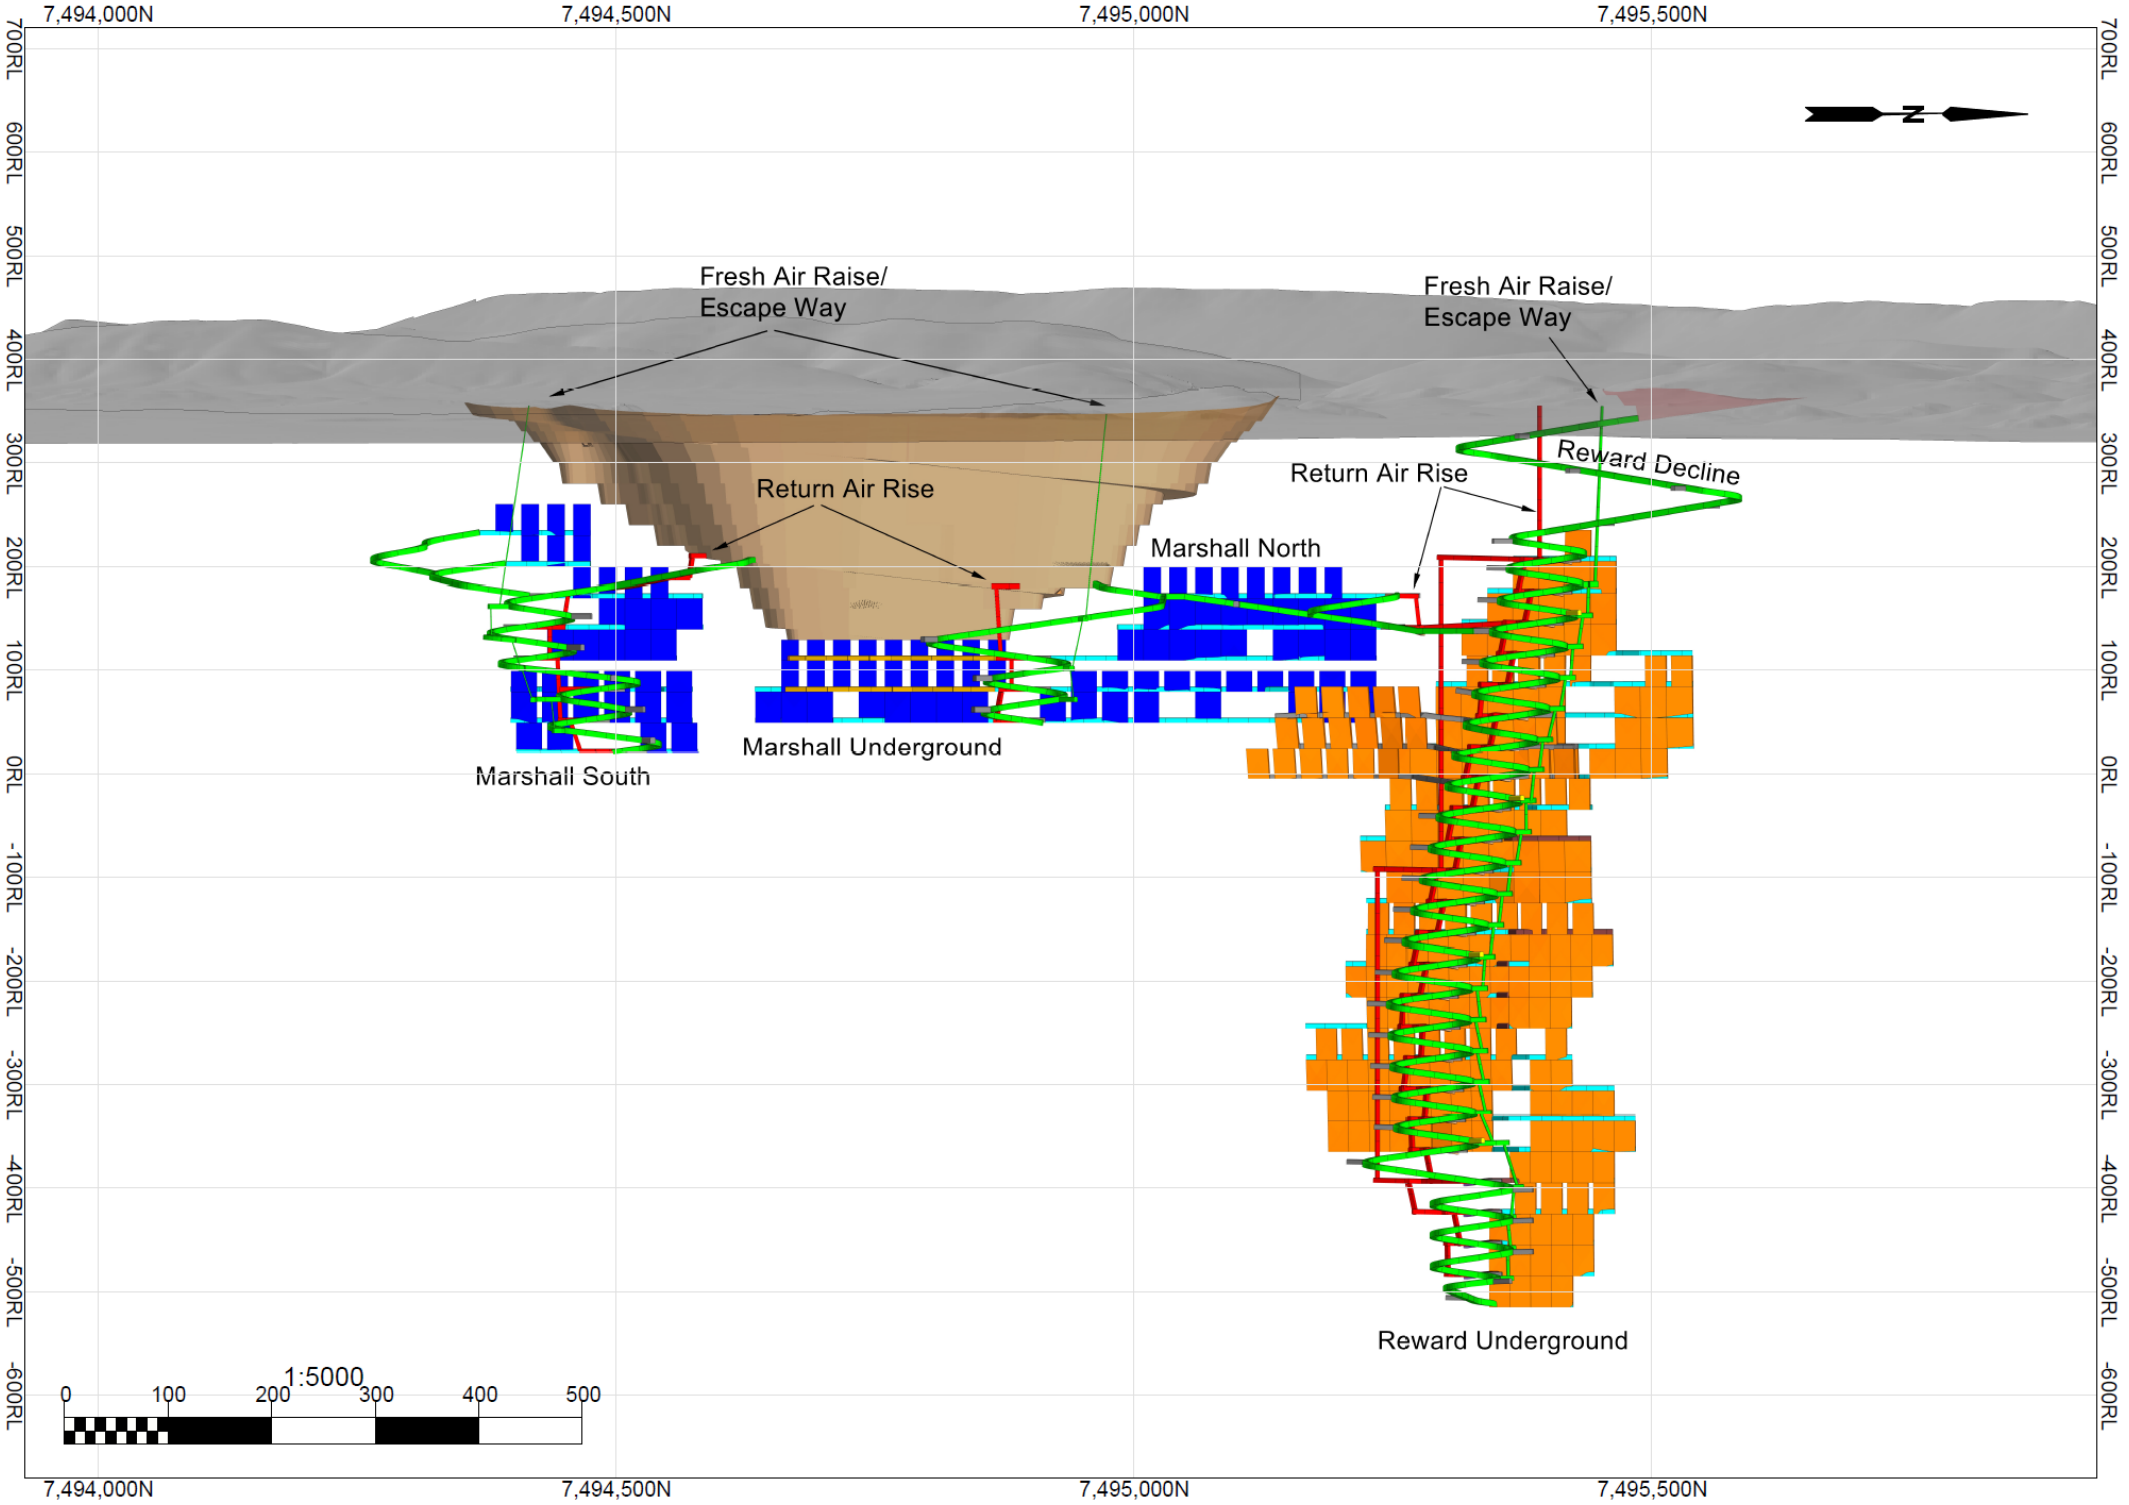 7,494,000N 7,494,500N 7,495,000N 7,495,500N
700RL 700RL
600RL 600RL
N
500RL 500RL
Fresh Air Raise/
Escape Way
Fresh Air Raise/
Escape Way
400RL 400RL
300RL 300RL
Reward Decline
Return Air Rise
Return Air Rise
Marshall North
200RL 200RL
100RL 100RL
Marshall Underground
Marshall South
0RL 0RL
-100RL -100RL
-200RL -200RL
-300RL -300RL
-400RL -400RL
-500RL -500RL
Reward Underground
-600RL -600RL
1:5000
0 100 200 300 400 500
7,494,000N 7,494,500N 7,495,000N 7,495,500N